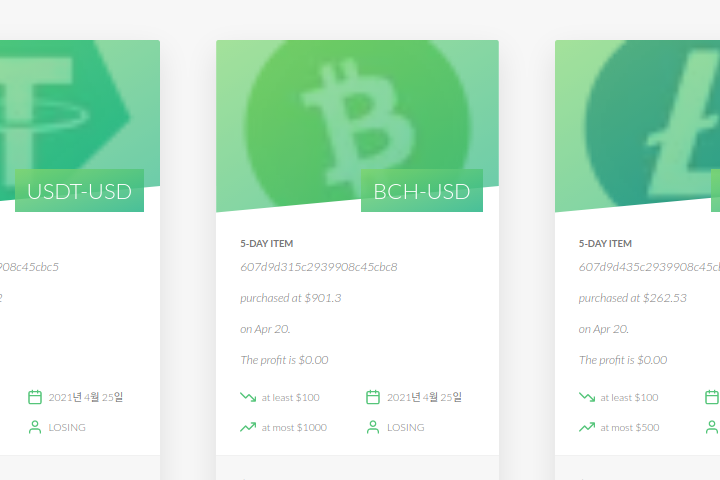 USDT-USD
908c45cbc5
2021년 4월 25일
LOSING
BCH-USD
5-DAY ITEM
607d9d315c2939908c45cbc8
purchased at $901.3
on Apr 20.
The profit is $0.00
at least $100
2021년 4월 25일
at most $1000
LOSING
5-DAY ITEM
607d9d435c2939908c45cb
purchased at $262.53
on Apr 20.
The profit is $0.00
at least $100
at most $500